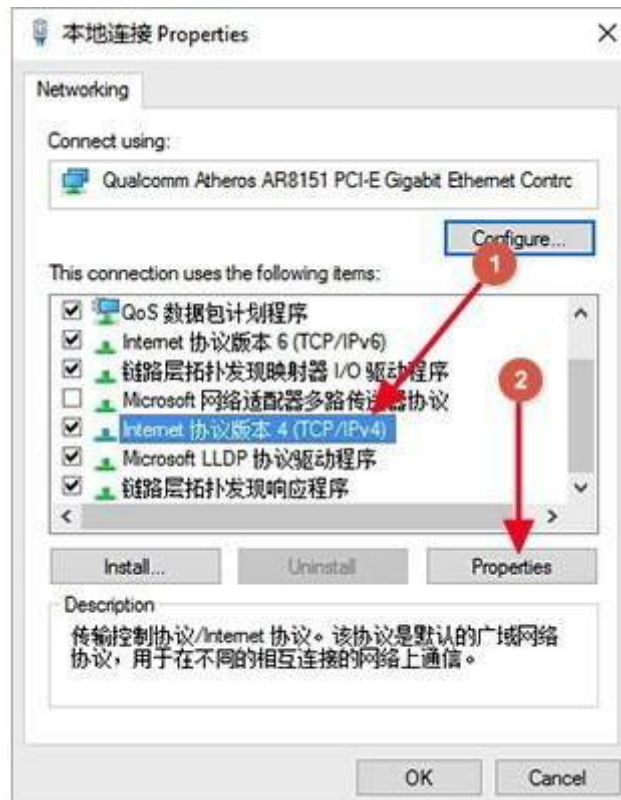 本地连接 Properties
Networking
Connect using:
Qualcomm Atheros AR8151 PCI-E Gigabit Ethernet Contrc
Configure...
1
This connection uses the following items:
QoS 数据包计划程序
Internet 协议版本 6 (TCP/IPv6)
链路层拓扑发现映射器 I/O 驱动程序
2
Microsoft 网络适配器多路传送器协议
Internet 协议版本 4 (TCP/IPv4)
Microsoft LLDP 协议驱动程序
链路层拓扑发现响应程序
Install...
Uninstall
Properties
Description
传输控制协议/Internet 协议。该协议是默认的广域网络
协议，用于在不同的相互连接的网络上通信。
OK
Cancel